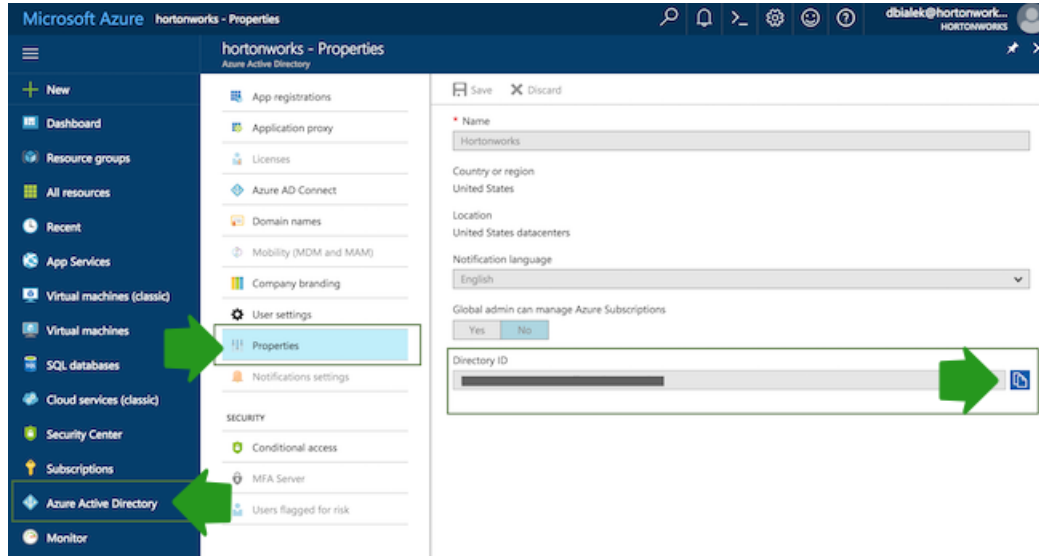 Microsoft Azure hortonworks - Properties
dbialek@hortonwork...
HORTONWORKS
hortonworks - Properties
Azure Active Directory
New
Dashboard
Resource groups
All resources
Recent
App Services
Virtual machines (classic)
Virtual machines
SQL databases
Cloud services (classic)
Security Center
Subscriptions
Azure Active Directory
Monitor
App registrations
Application proxy
Licenses
Azure AD Connect
Domain names
Mobility (MDM and MAM)
Company branding
User settings
Properties
Notifications settings
SECURITY
Conditional access
MFA Server
Users flagged for risk
Save Discard
* Name
Hortonworks
Country or region
United States
Location
United States datacenters
Notification language
English
Global admin can manage Azure Subscriptions
Yes No
Directory ID